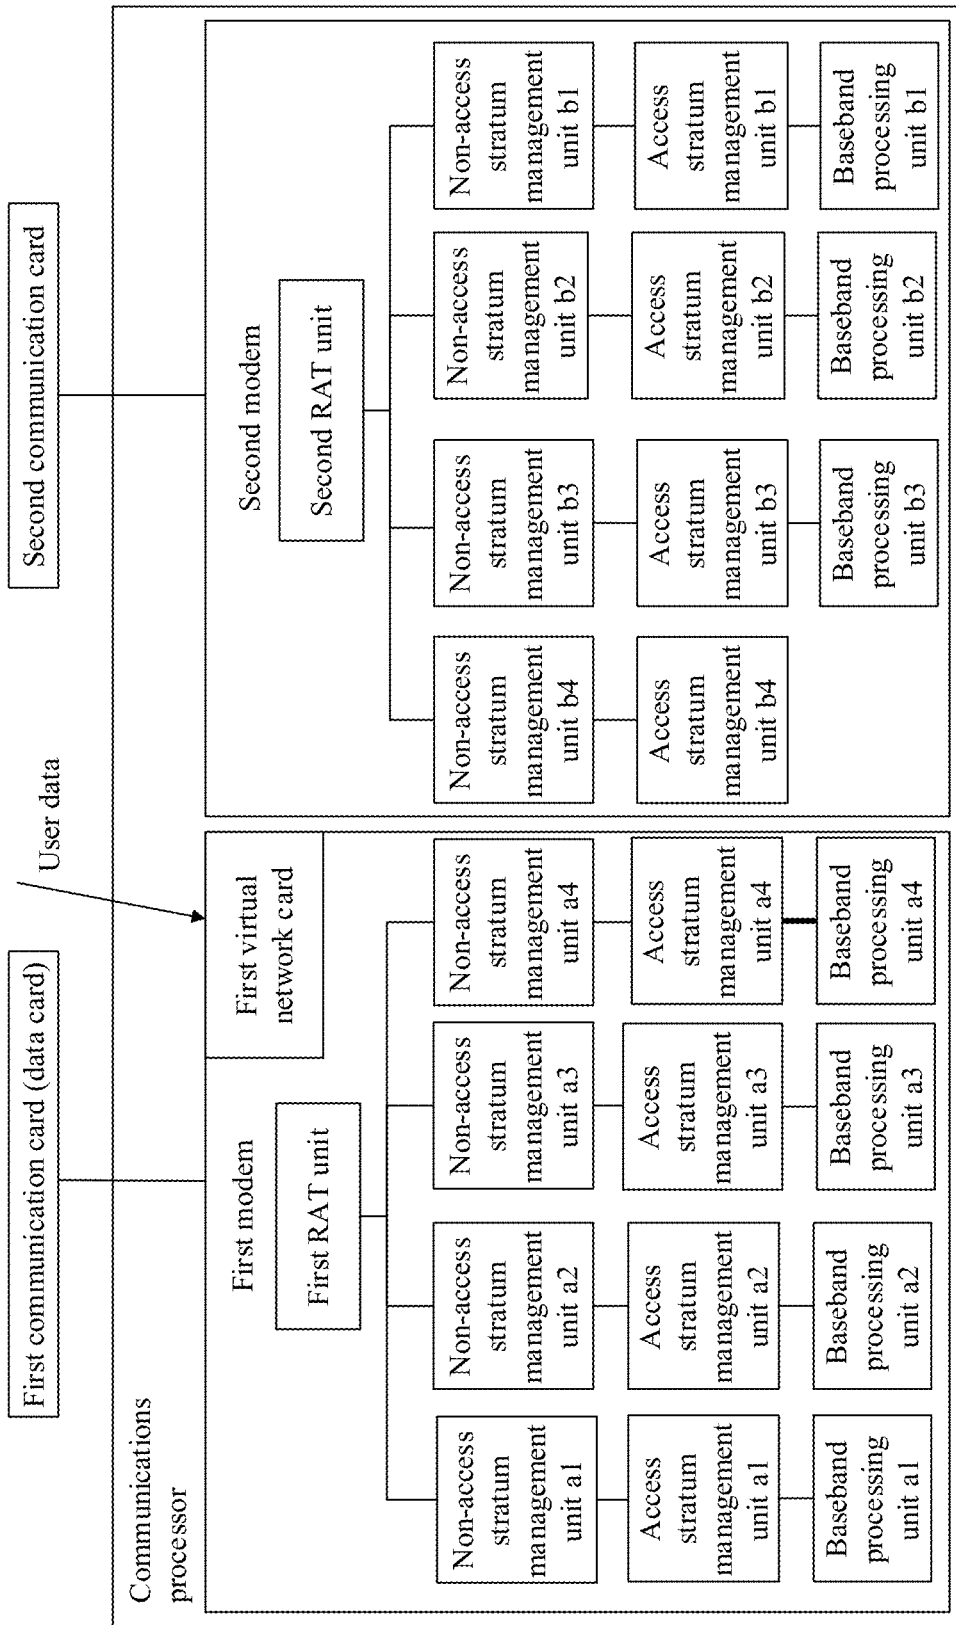 First communication card (data card)
User data
Second communication card
Communications
processor
First modem
First virtual
network card
First RAT unit
Non-access
stratum
management
unit a1
Non-access
stratum
management
unit a2
Non-access
stratum
management
unit a3
Non-access
stratum
management
unit a4
Access
stratum
management
unit a1
Access
stratum
management
unit a2
Access
stratum
management
unit a3
Access
stratum
management
unit a4
Baseband
processing
unit a1
Baseband
processing
unit a2
Baseband
processing
unit a3
Baseband
processing
unit a4
Second modem
Second RAT unit
Non-access
stratum
management
unit b4
Non-access
stratum
management
unit b3
Non-access
stratum
management
unit b2
Non-access
stratum
management
unit b1
Access
stratum
management
unit b4
Access
stratum
management
unit b3
Access
stratum
management
unit b2
Access
stratum
management
unit b1
Baseband
processing
unit b3
Baseband
processing
unit b2
Baseband
processing
unit b1